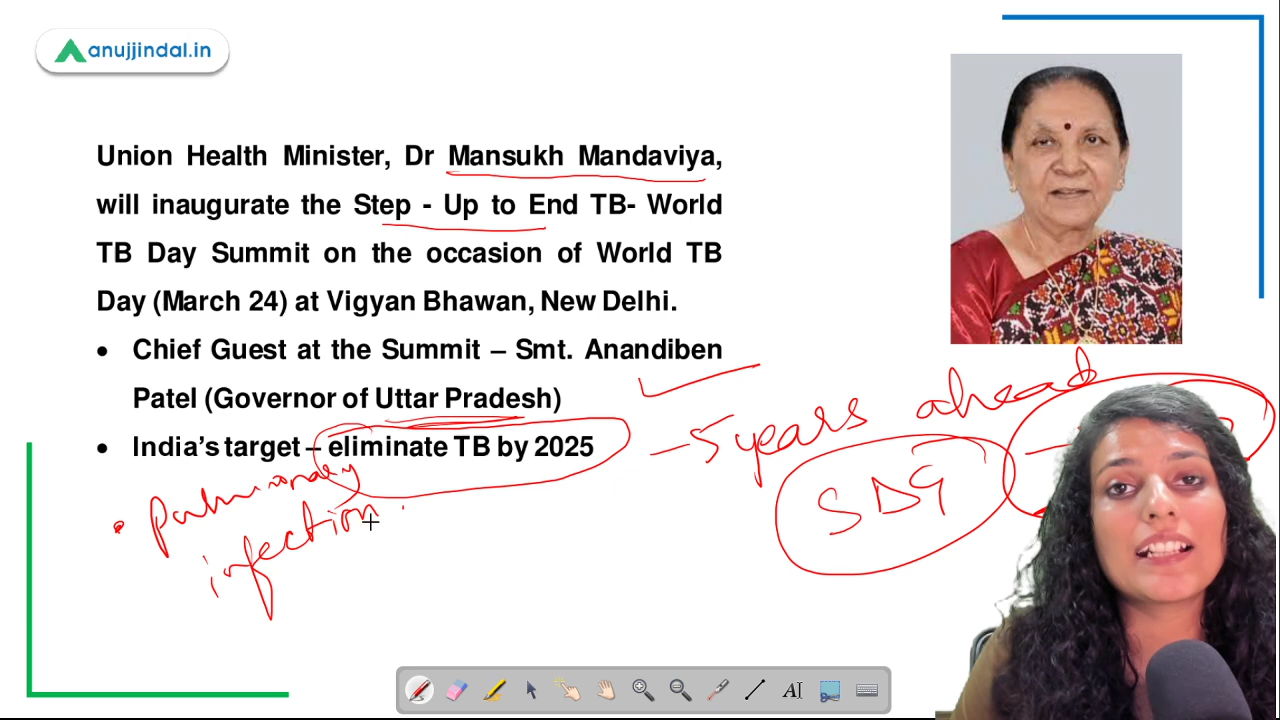 anujjindal.in
Union Health Minister, Dr Mansukh Mandaviya,
will inaugurate the Step - Up to End TB- World
TB Day Summit on the occasion of World TB
Day (March 24) at Vigyan Bhawan, New Delhi.
• Chief Guest at the Summit – Smt. Anandiben
Patel (Governor of Uttar Pradesh)
• India's target – eliminate TB by 2025
– 5 years ahead
SDG
• Pulmonary
infection
AI